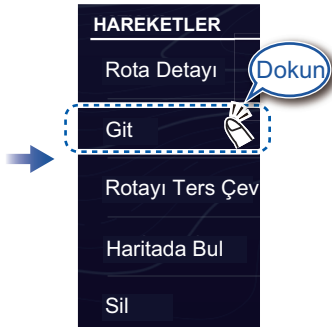 HAREKETLER
Rota Detayı
Dokun
Git
Rotayı Ters Çev
Haritada Bul
Sil